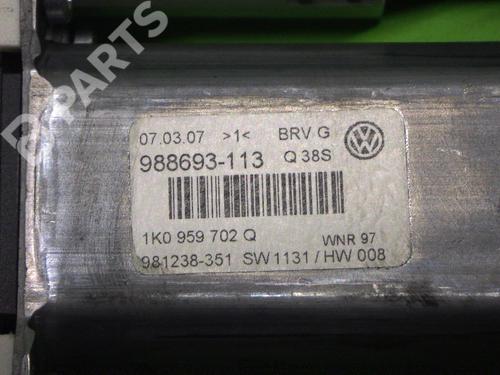 B-PARTS
07.03.07 >1< BRV G
988693-113 Q 38S
1K0 959 702 Q WNR 97
981238-351 SW1131 / HW 008